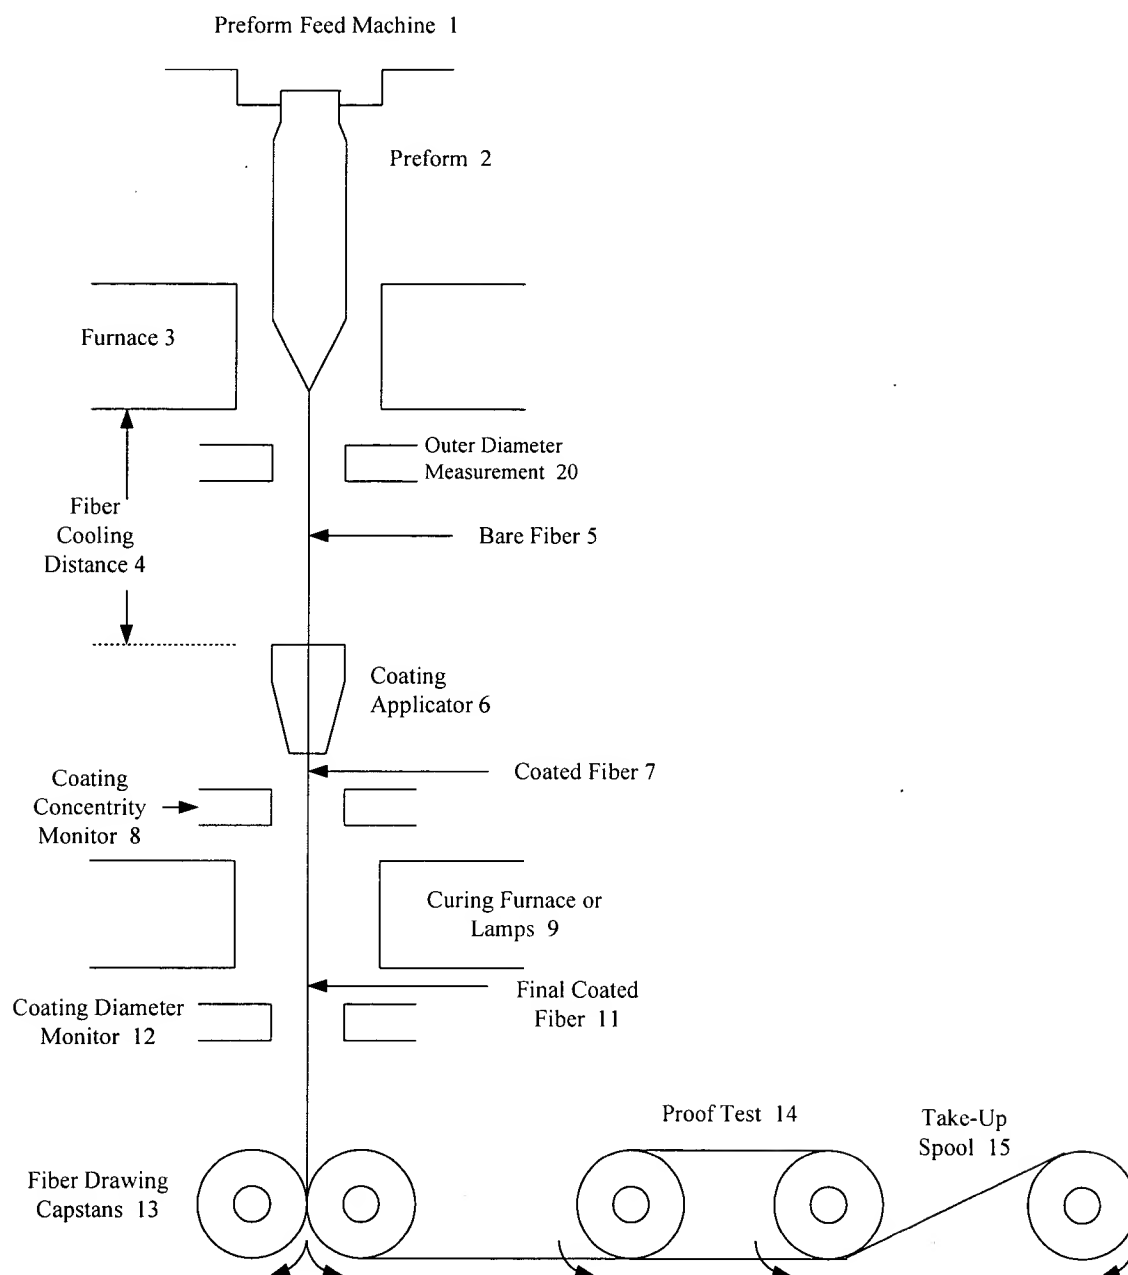 Preform Feed Machine 1
Preform 2
Furnace 3
Outer Diameter
Measurement 20
Fiber
Cooling
Distance 4
Bare Fiber 5
Coating
Applicator 6
Coated Fiber 7
Coating
Concentrity
Monitor 8
Curing Furnace or
Lamps 9
Final Coated
Fiber 11
Coating Diameter
Monitor 12
Proof Test 14
Take-Up
Spool 15
Fiber Drawing
Capstans 13